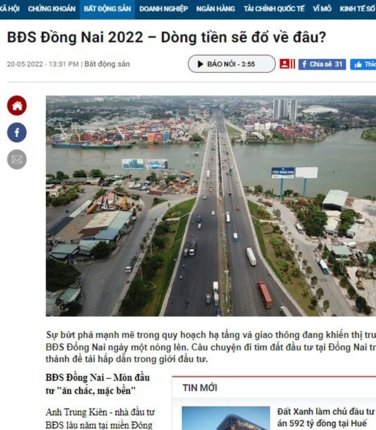 XÃ HỘI CHỨNG KHOÁN BẤT ĐỘNG SẢN DOANH NGHIỆP NGÂN HÀNG TÀI CHÍNH QUỐC TẾ VĨ MÔ KINH TẾ SỐ
BĐS Đồng Nai 2022 – Dòng tiền sẽ đổ về đâu?
20-05-2022 - 13:31 PM | Bất động sản
BÁO NÓI - 3:55
Chia sẻ 31
Sự bứt phá mạnh mẽ trong quy hoạch hạ tầng và giao thông đang khiến thị
BĐS Đồng Nai ngày một nóng lên. Câu chuyện đi tìm đất đầu tư tại Đồng Nai
thành đề tài hấp dẫn trong giới đầu tư.
BĐS Đồng Nai – Món đầu
tư "ăn chắc, mặc bền"
Anh Trung Kiên - nhà đầu tư
BĐS lâu năm tại miền Đông
TIN MỚI
Đất Xanh làm chủ đầu tư
án 592 tỷ đồng tại Huế